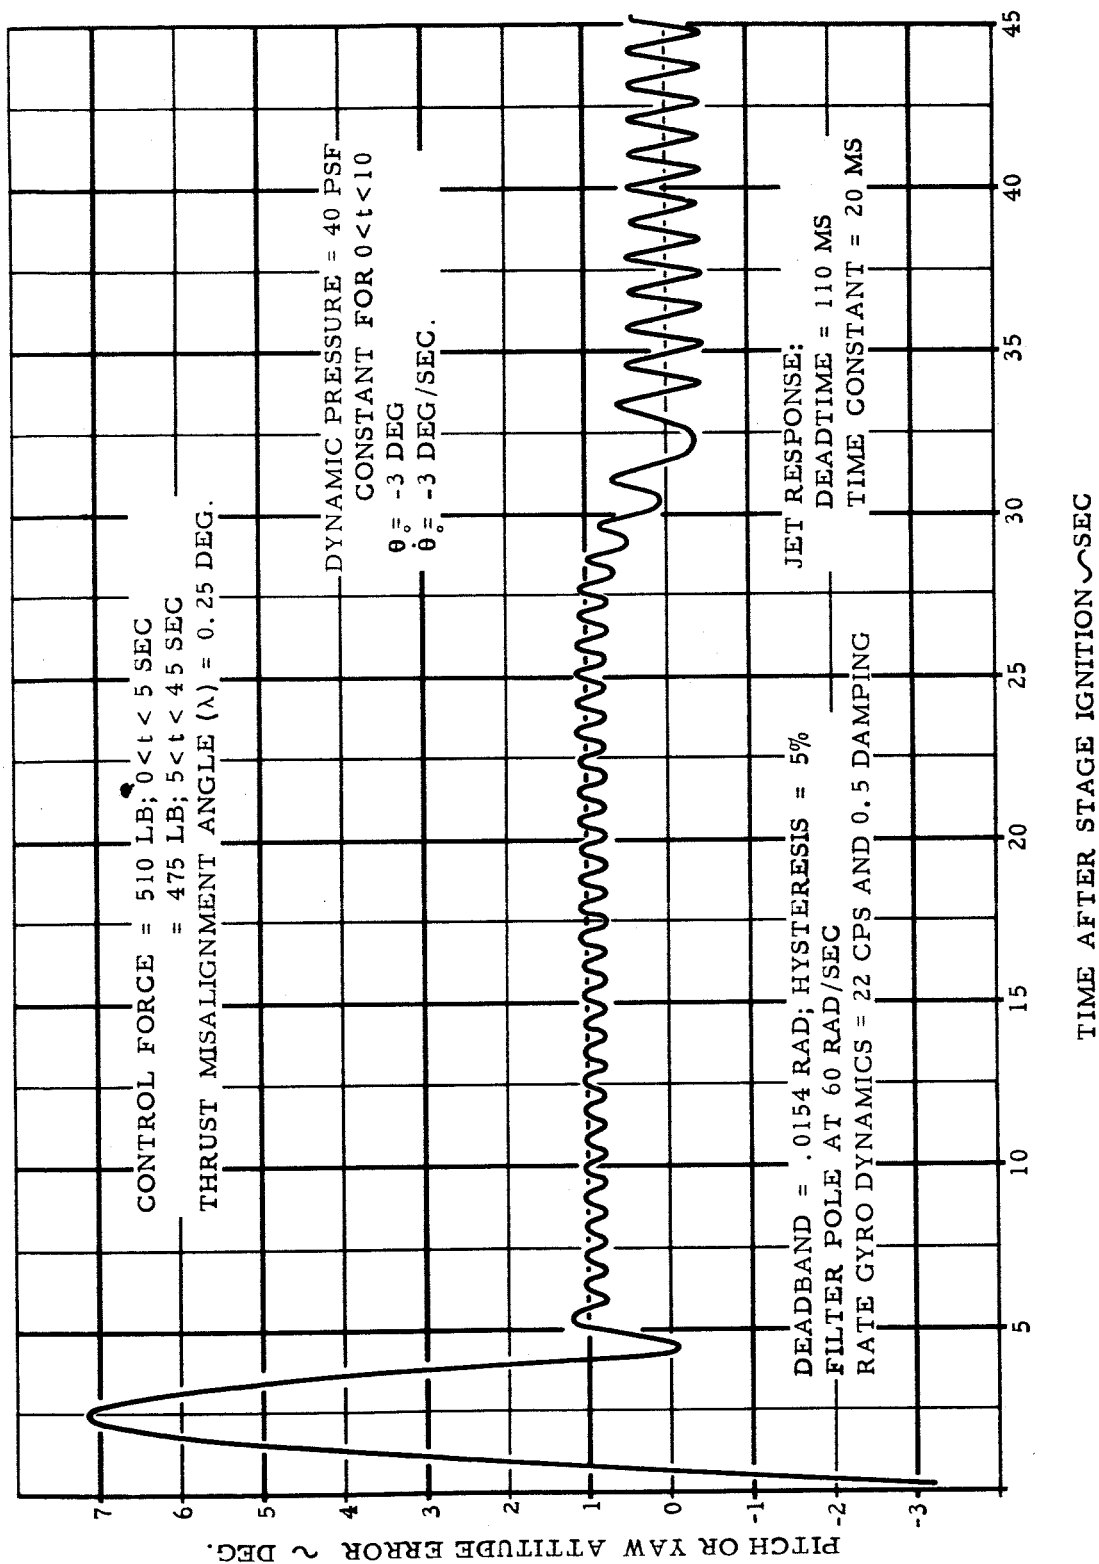 CONTROL FORCE = 510 LB; 0<t< 5 SEC
= 475 LB; 5<t< 45 SEC
THRUST MISALIGNMENT ANGLE (λ) = 0.25 DEG.
DYNAMIC PRESSURE = 40 PSF
CONSTANT FOR 0<t<10
θₒ= -3 DEG
θ̇ₒ= -3 DEG/SEC.
JET RESPONSE:
DEADTIME = 110 MS
TIME CONSTANT = 20 MS
DEADBAND = .0154 RAD; HYSTERESIS = 5%
FILTER POLE AT 60 RAD/SEC
RATE GYRO DYNAMICS = 22 CPS AND 0.5 DAMPING
PITCH OR YAW ATTITUDE ERROR ~ DEG.
7
6
5
4
3
2
1
0
-1
-2
-3
5
10
15
20
25
30
35
40
45
TIME AFTER STAGE IGNITION ~ SEC